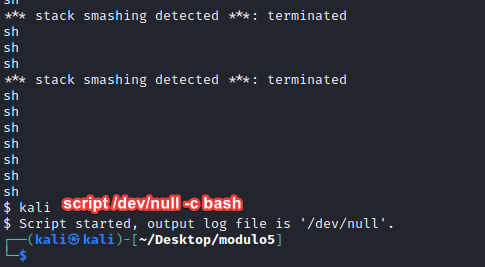 sh
*** stack smashing detected ***: terminated
sh
sh
sh
*** stack smashing detected ***: terminated
sh
sh
sh
sh
sh
sh
sh
$ kali script /dev/null -c bash
$ Script started, output log file is '/dev/null'.
┌──(kali㉿kali)-[~/Desktop/modulo5]
└─$